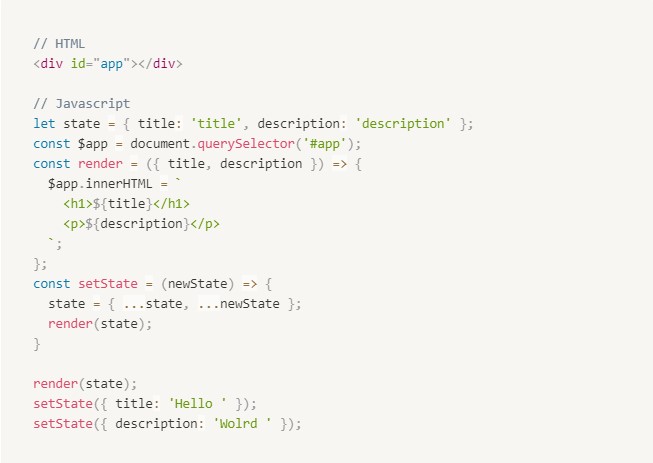 // HTML
<div id="app"></div>

// Javascript
let state = { title: 'title', description: 'description' };
const $app = document.querySelector('#app');
const render = ({ title, description }) => {
  $app.innerHTML = `
    <h1>${title}</h1>
    <p>${description}</p>
  `;
};
const setState = (newState) => {
  state = { ...state, ...newState };
  render(state);
}

render(state);
setState({ title: 'Hello ' });
setState({ description: 'Wolrd ' });